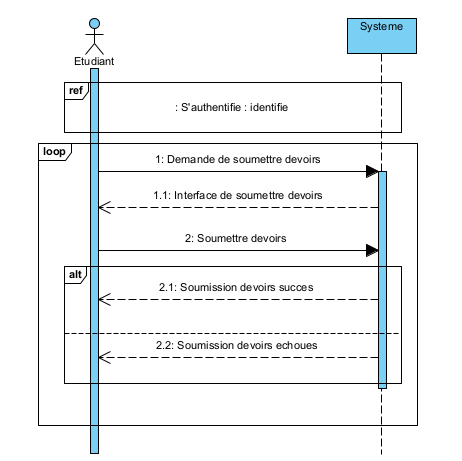 Systeme
Etudiant
ref
: S'authentifie : identifie
loop
1: Demande de soumettre devoirs
1.1: Interface de soumettre devoirs
2: Soumettre devoirs
alt
2.1: Soumission devoirs succes
2.2: Soumission devoirs echoues